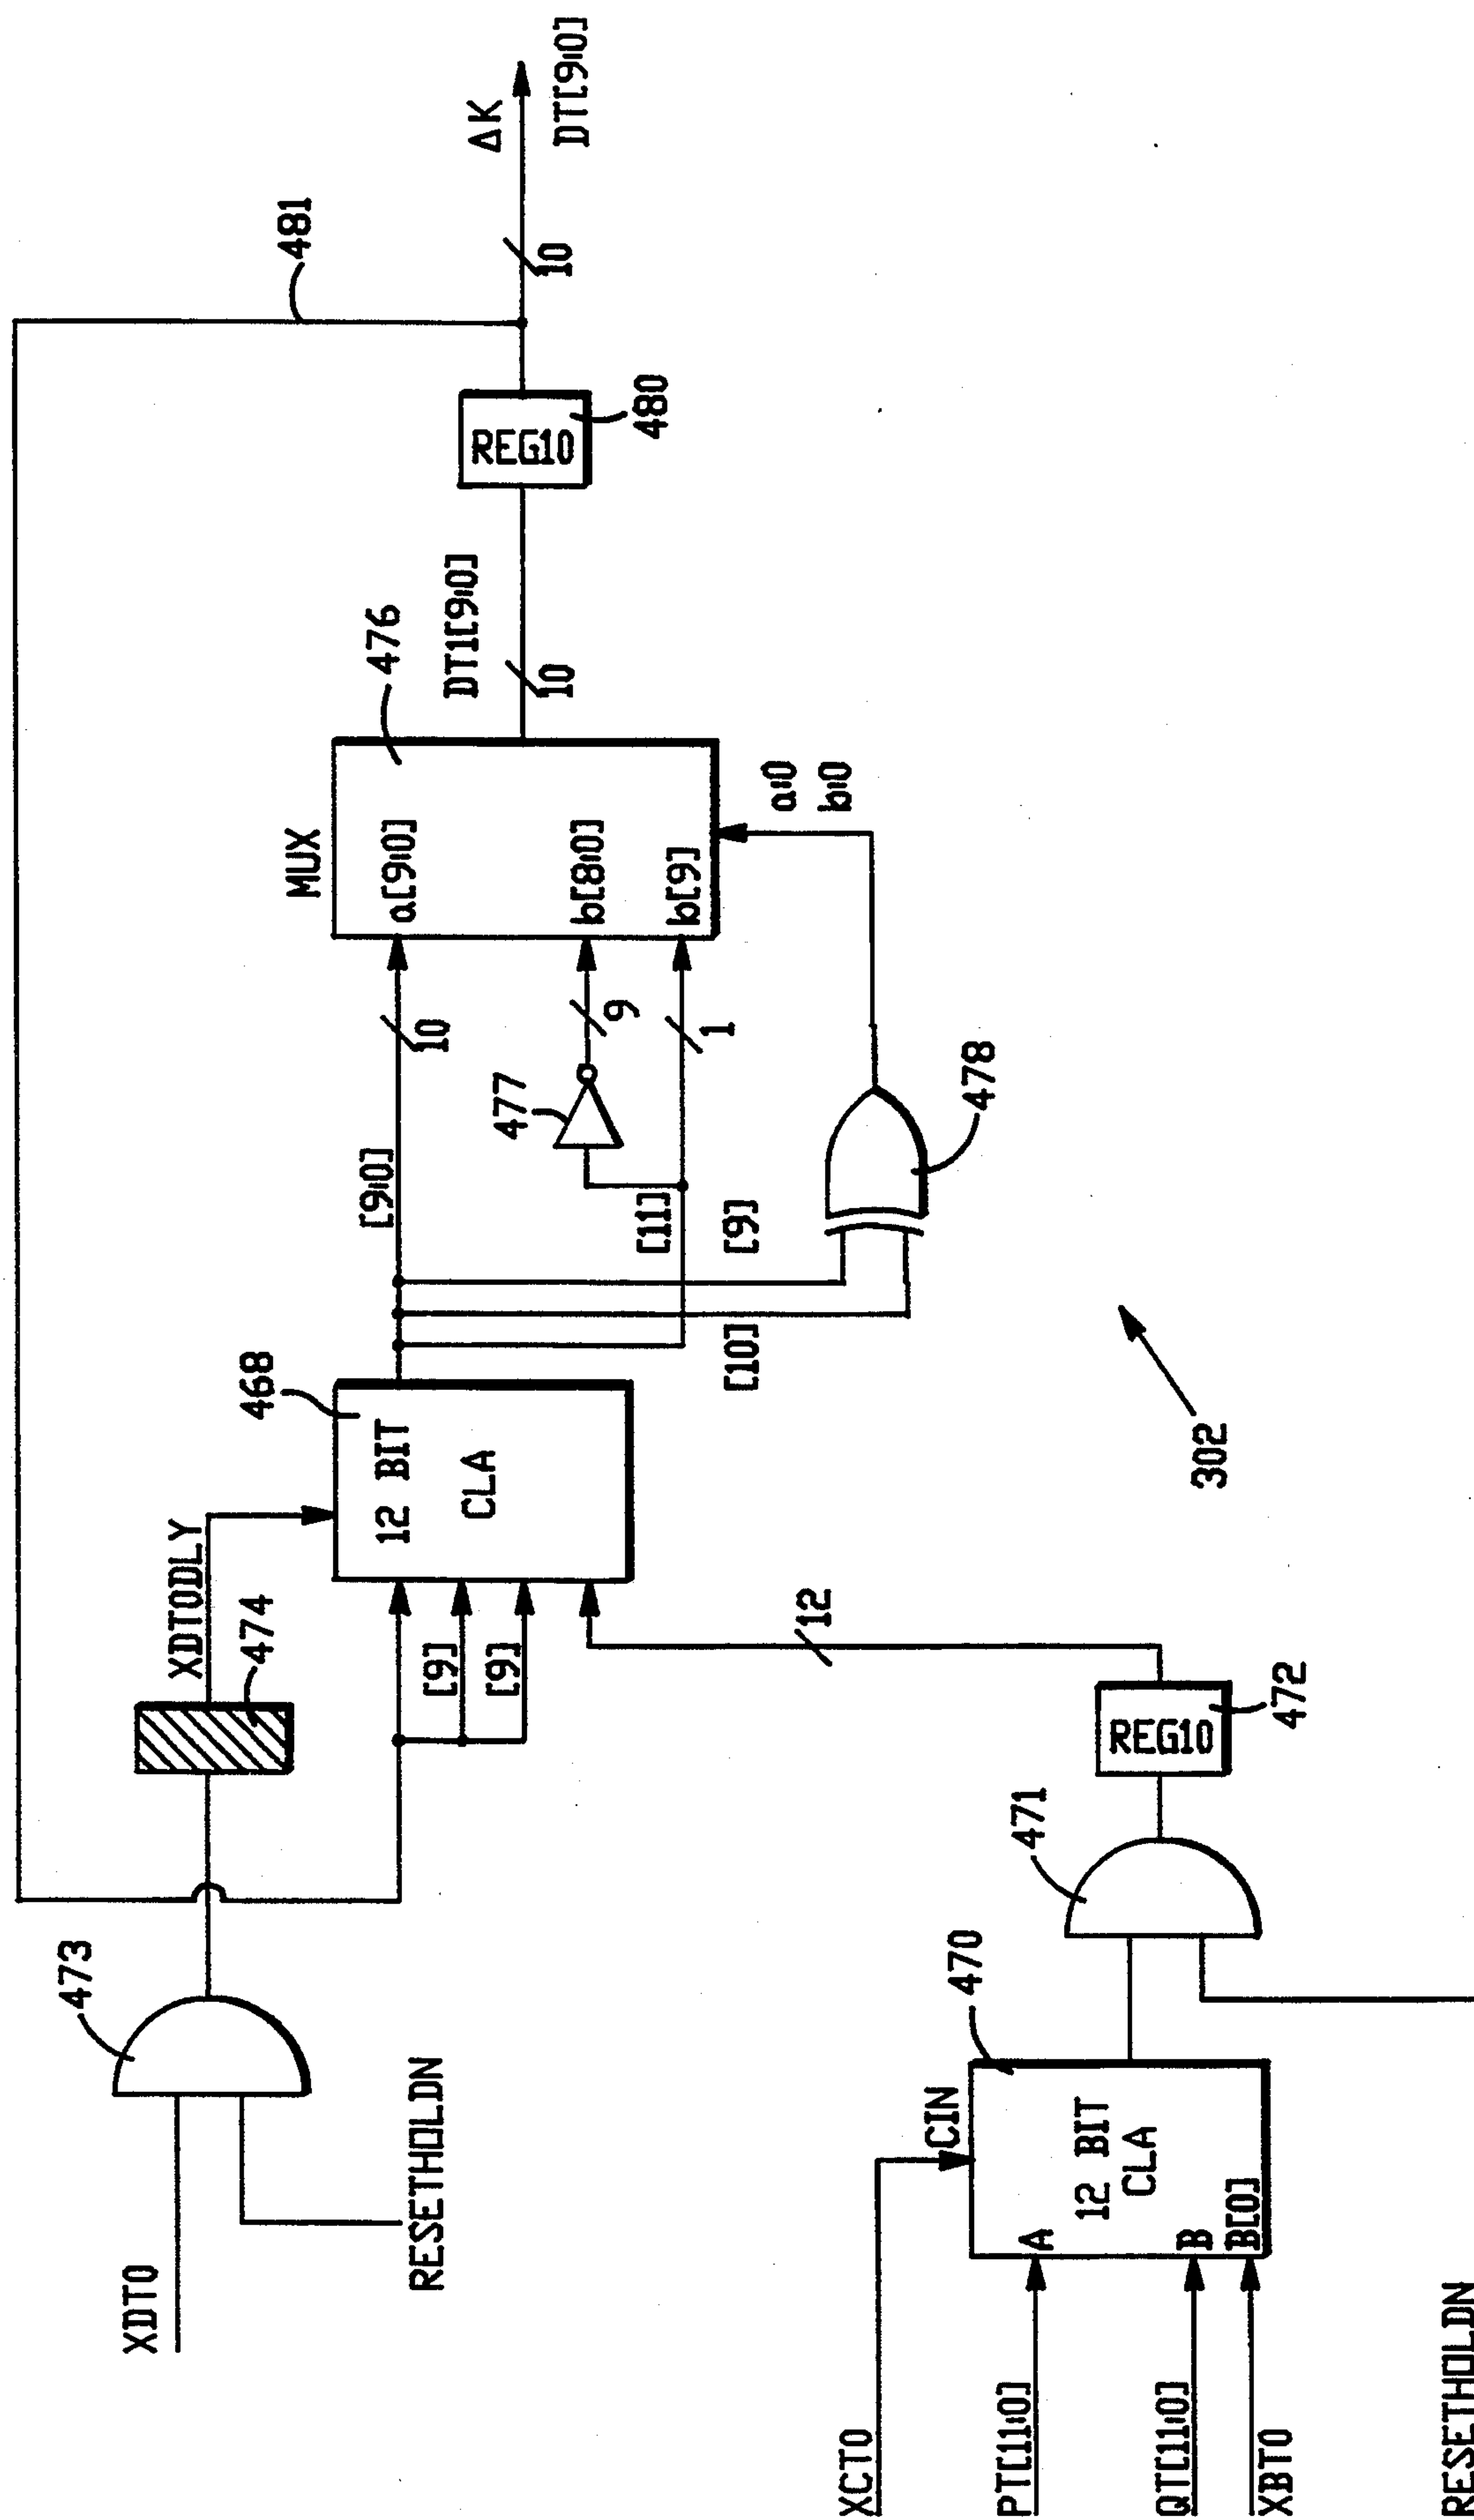 XDT0
RESETHOLDN
473
XDTODLY
474
468
12 BIT
CLA
[9]
[9]
12
[9:0]
10
[11]
[10]
[9]
477
9
1
478
MUX
a[9:0]
b[8:0]
b[9]
476
a:0
b:0
DT1[9:0]
10
REG10
480
481
10
ΔK
DT[9:0]
XCT0
CIN
470
PT[11:0]
A
12 BIT
CLA
QT[11:0]
B
XBT0
B[0]
RESETHOLDN
471
REG10
472
302